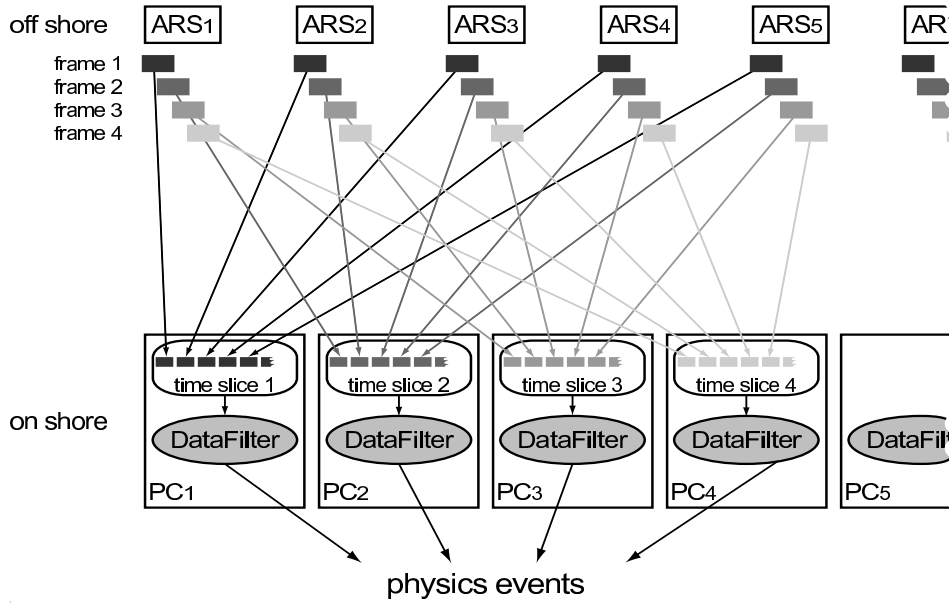 off shore ARS1 ARS2 ARS3 ARS4 ARS5
frame 1
frame 2
frame 3
frame 4
time slice 1 time slice 2 time slice 3 time slice 4
on shore DataFilter DataFilter DataFilter DataFilter
PC1 PC2 PC3 PC4 PC5
physics events